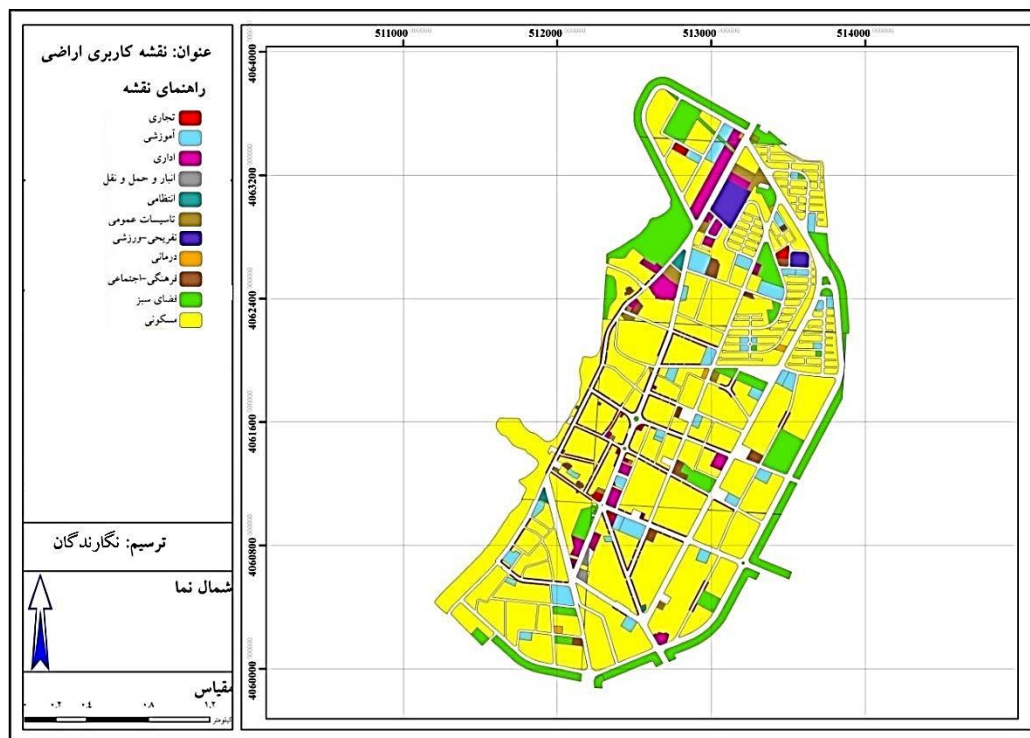 عنوان: نقشه کاربری اراضی
راهنمای نقشه
تجاری
آموزشی
اداری
انبار و حمل و نقل
انتظامی
تاسیسات عمومی
تفریحی-ورزشی
درمانی
فرهنگی-اجتماعی
فضای سبز
مسکونی
ترسیم: نگارندگان
شمال نما
مقیاس
۰.۲ ۰.۴ ۰.۸ ۱.۲
کیلومتر
511000 512000 513000 514000
4064000
4063200
4062400
4061600
4060800
4060000